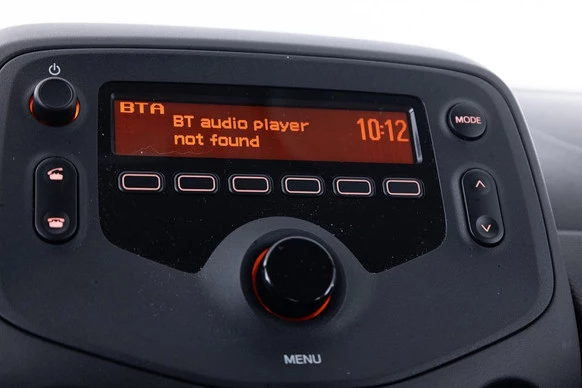 BTA
BT audio player
not found
10:12
MODE
MENU